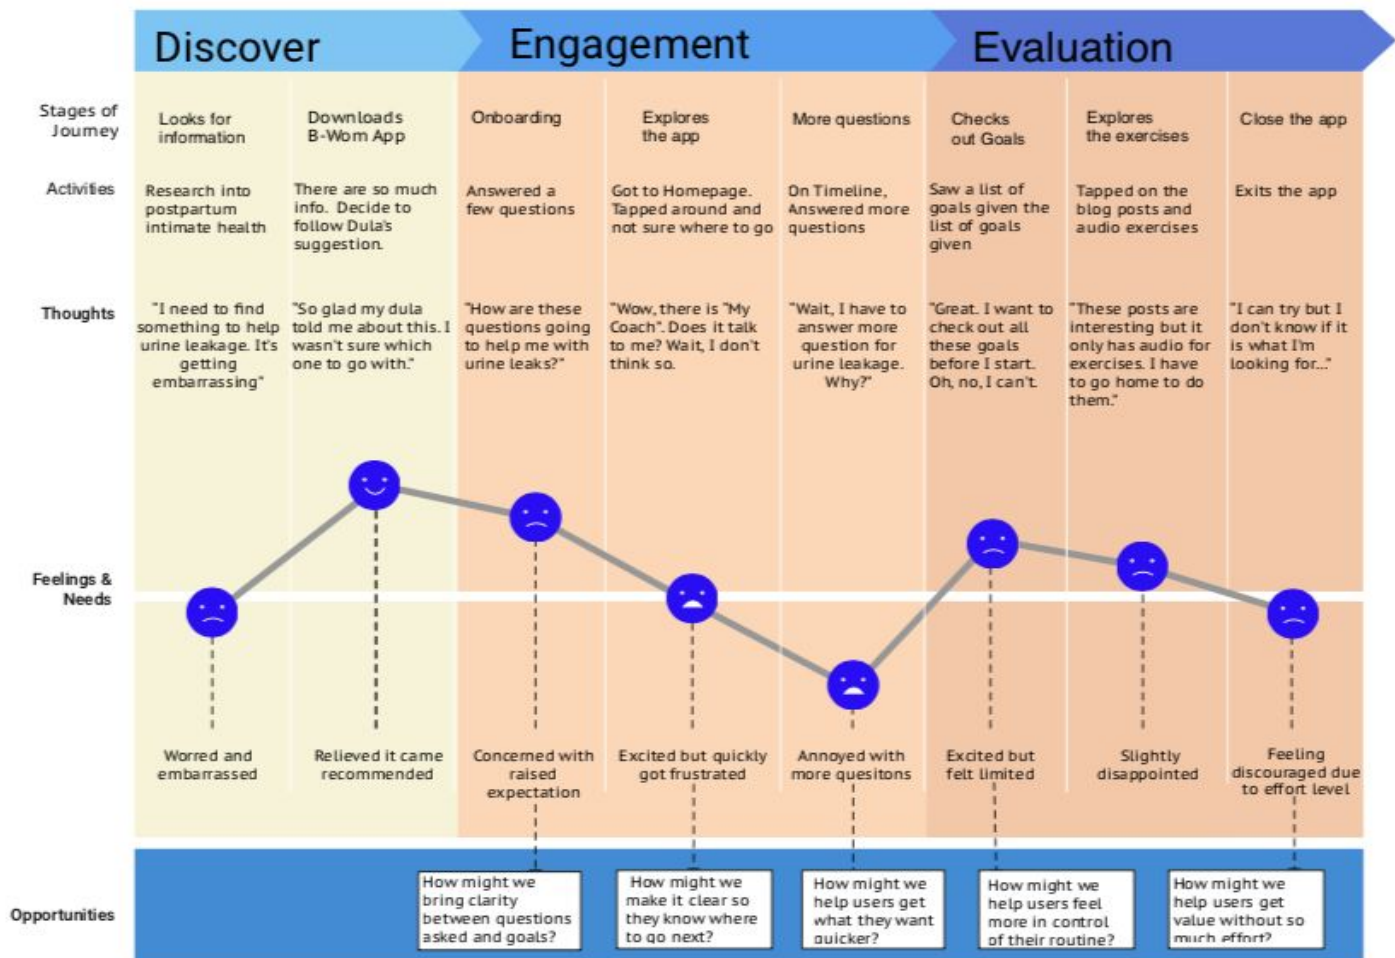 Discover
Engagement
Evaluation
Stages of
Journey
Looks for
information
Downloads
B-Wom App
Onboarding
Explores
the app
More questions
Checks
out Goals
Explores
the exercises
Close the app
Activities
Research into
postpartum
intimate health
There are so much
info. Decide to
follow Dula's
suggestion.
Answered a
few questions
Got to Homepage.
Tapped around and
not sure where to go
On Timeline,
Answered more
questions
Saw a list of
goals given the
list of goals
given
Tapped on the
blog posts and
audio exercises
Exits the app
Thoughts
"I need to find
something to help
urine leakage. It's
getting
embarrassing"
"So glad my dula
told me about this. I
wasn't sure which
one to go with."
"How are these
questions going
to help me with
urine leaks?"
"Wow, there is "My
Coach". Does it talk
to me? Wait, I don't
think so.
"Wait, I have to
answer more
question for
urine leakage.
Why?"
"Great. I want to
check out all
these goals
before I start.
Oh, no, I can't.
"These posts are
interesting but it
only has audio for
exercises. I have
to go home to do
them."
"I can try but I
don't know if it
is what I'm
looking for..."
Feelings &
Needs
Worred and
embarrassed
Relieved it came
recommended
Concerned with
raised
expectation
Excited but quickly
got frustrated
Annoyed with
more quesitons
Excited but
felt limited
Slightly
disappointed
Feeling
discouraged due
to effort level
Opportunities
How might we
bring clarity
between questions
asked and goals?
How might we
make it clear so
they know where
to go next?
How might we
help users get
what they want
quicker?
How might we
help users feel
more in control
of their routine?
How might we
help users get
value without so
much effort?